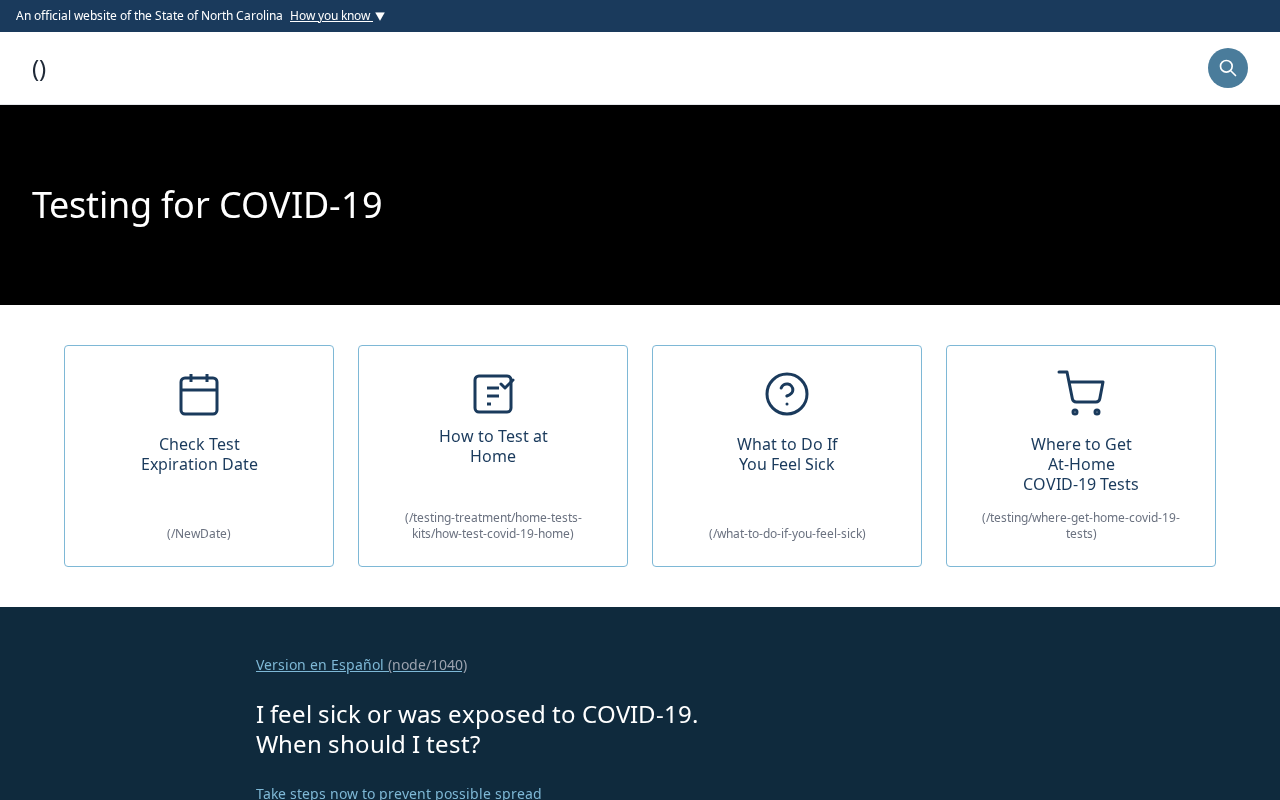 An official website of the State of North Carolina How you know ▼
()
Testing for COVID-19
Check Test
Expiration Date
(/NewDate)
How to Test at
Home
(/testing-treatment/home-tests-
kits/how-test-covid-19-home)
What to Do If
You Feel Sick
(/what-to-do-if-you-feel-sick)
Where to Get
At-Home
COVID-19 Tests
(/testing/where-get-home-covid-19-
tests)
Version en Español (node/1040)
I feel sick or was exposed to COVID-19.
When should I test?
Take steps now to prevent possible spread